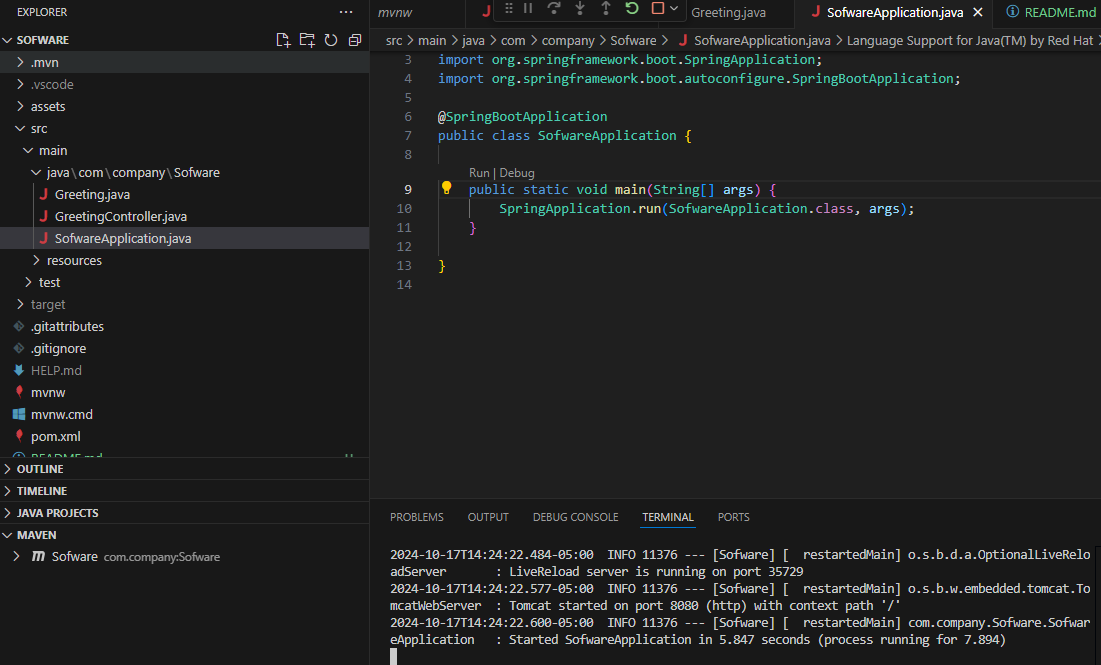 EXPLORER
SOFWARE
.mvn
.vscode
assets
src
main
java\com\company\Sofware
Greeting.java
GreetingController.java
SofwareApplication.java
resources
test
target
.gitattributes
.gitignore
HELP.md
mvnw
mvnw.cmd
pom.xml
README.md U
OUTLINE
TIMELINE
JAVA PROJECTS
MAVEN
Sofware com.company:Sofware
mvnw
Greeting.java
SofwareApplication.java
README.md
src > main > java > com > company > Sofware > SofwareApplication.java > Language Support for Java(TM) by Red Hat >
3 import org.springframework.boot.SpringApplication;
4 import org.springframework.boot.autoconfigure.SpringBootApplication;
5
6 @SpringBootApplication
7 public class SofwareApplication {
8
Run | Debug
9 public static void main(String[] args) {
10 SpringApplication.run(SofwareApplication.class, args);
11 }
12
13 }
14
PROBLEMS OUTPUT DEBUG CONSOLE TERMINAL PORTS
2024-10-17T14:24:22.484-05:00  INFO 11376 --- [Sofware] [  restartedMain] o.s.b.d.a.OptionalLiveRelo
adServer       : LiveReload server is running on port 35729
2024-10-17T14:24:22.577-05:00  INFO 11376 --- [Sofware] [  restartedMain] o.s.b.w.embedded.tomcat.To
mcatWebServer  : Tomcat started on port 8080 (http) with context path '/'
2024-10-17T14:24:22.600-05:00  INFO 11376 --- [Sofware] [  restartedMain] com.company.Sofware.Sofwar
eApplication   : Started SofwareApplication in 5.847 seconds (process running for 7.894)